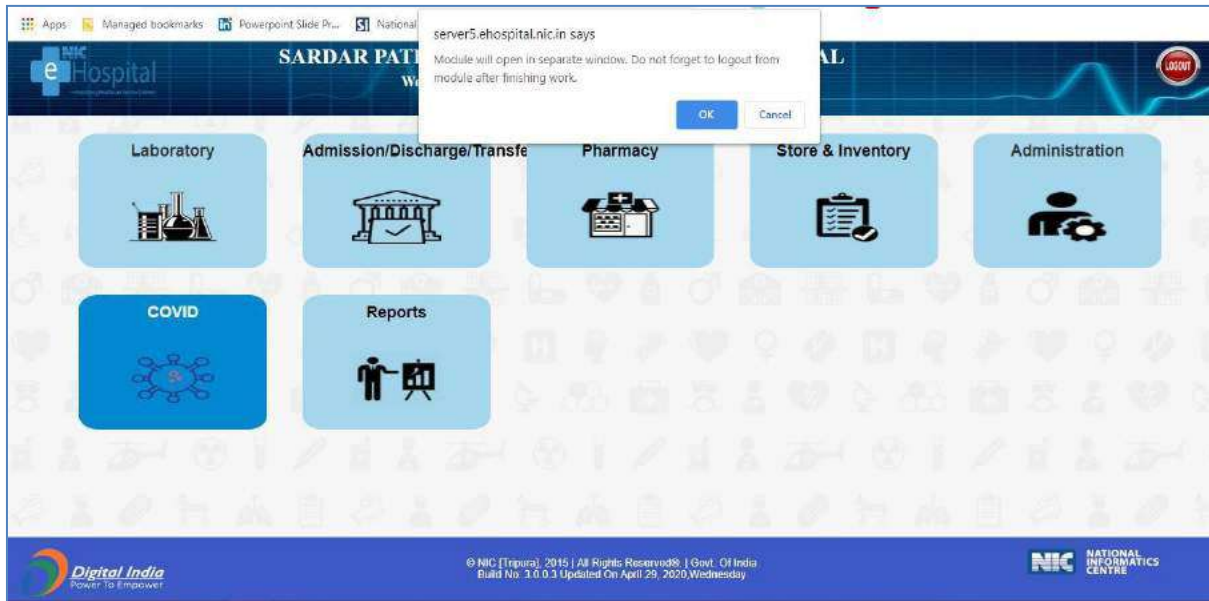 Apps Managed bookmarks Powerpoint Slide Pr... National
server5.ehospital.nic.in says
Module will open in separate window. Do not forget to logout from
module after finishing work.
OK Cancel
NIC
eHospital
SARDAR PATE
AL
LOGOUT
Laboratory Admission/Discharge/Transfe Pharmacy Store & Inventory Administration
COVID Reports
Digital India
Power To Empower
© NIC [Tripura], 2015 | All Rights Reserved®. | Govt. Of India
Build No. 3.0.0.3 Updated On April 29, 2020,Wednesday
NIC NATIONAL
INFORMATICS
CENTRE